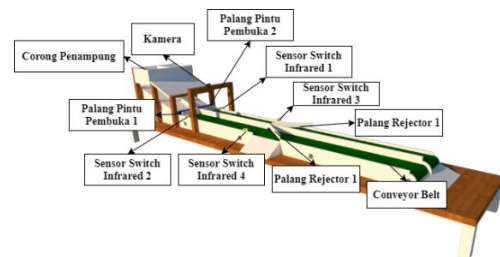 Palang Pintu
Pembuka 2
Kamera
Corong Penampung
Sensor Switch
Infrared 1
Sensor Switch
Infrared 3
Palang Pintu
Pembuka 1
Palang Rejector 1
Sensor Switch
Infrared 2
Sensor Switch
Infrared 4
Palang Rejector 1
Conveyor Belt